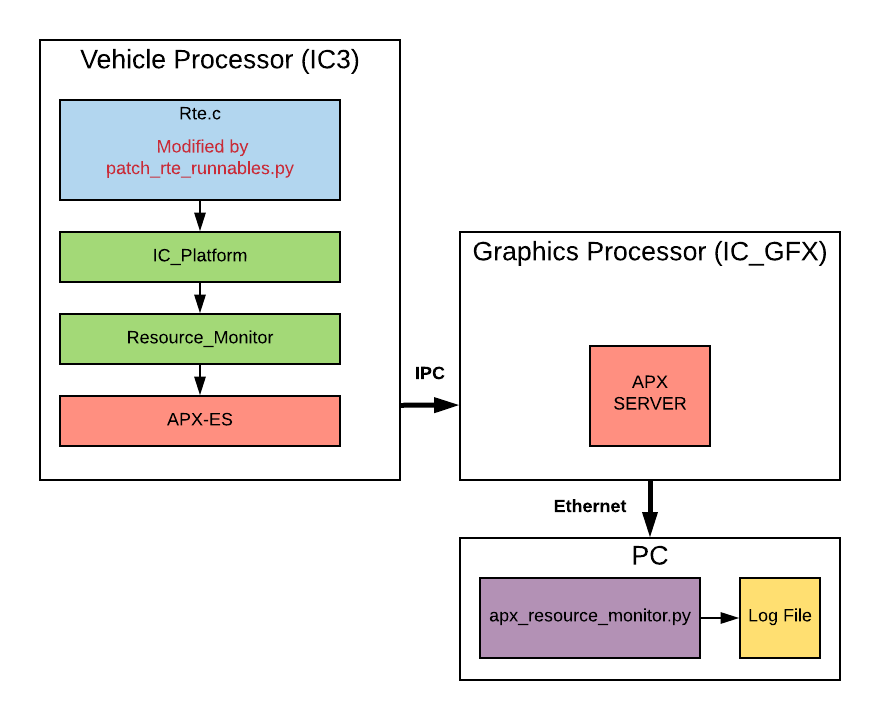 Vehicle Processor (IC3)
Rte.c
Modified by
patch_rte_runnables.py
IC_Platform
Resource_Monitor
APX-ES
IPC
Graphics Processor (IC_GFX)
APX
SERVER
Ethernet
PC
apx_resource_monitor.py
Log File